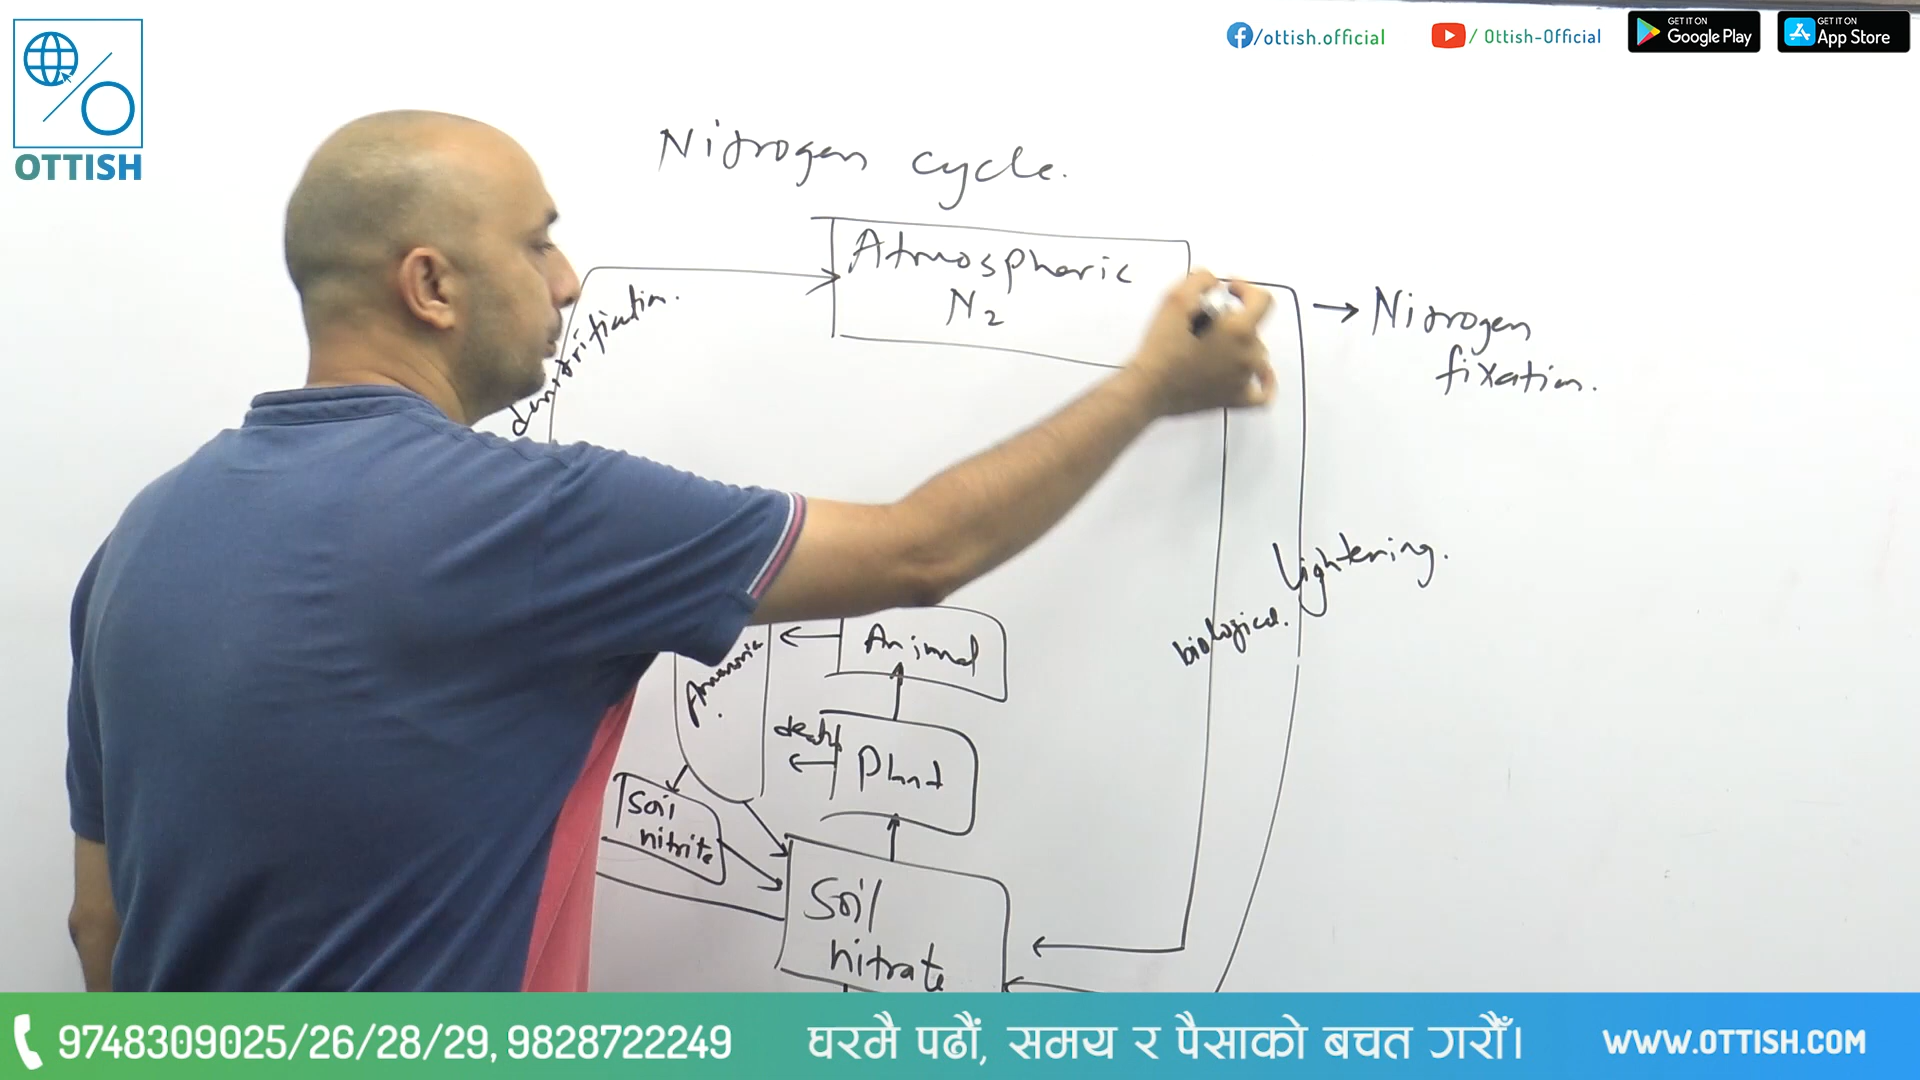 OTTISH
/ottish.official
/ Ottish-Official
GET IT ON
Google Play
GET IT ON
App Store
Nitrogen cycle.
Atmospheric
N2
denitrification.
→ Nitrogen
fixation.
Lightening.
biological.
Animal
Ammonia
death
Plant
Soil
nitrite
Soil
nitrate
9748309025/26/28/29, 9828722249
घरमै पढौं, समय र पैसाको बचत गरौँ।
WWW.OTTISH.COM